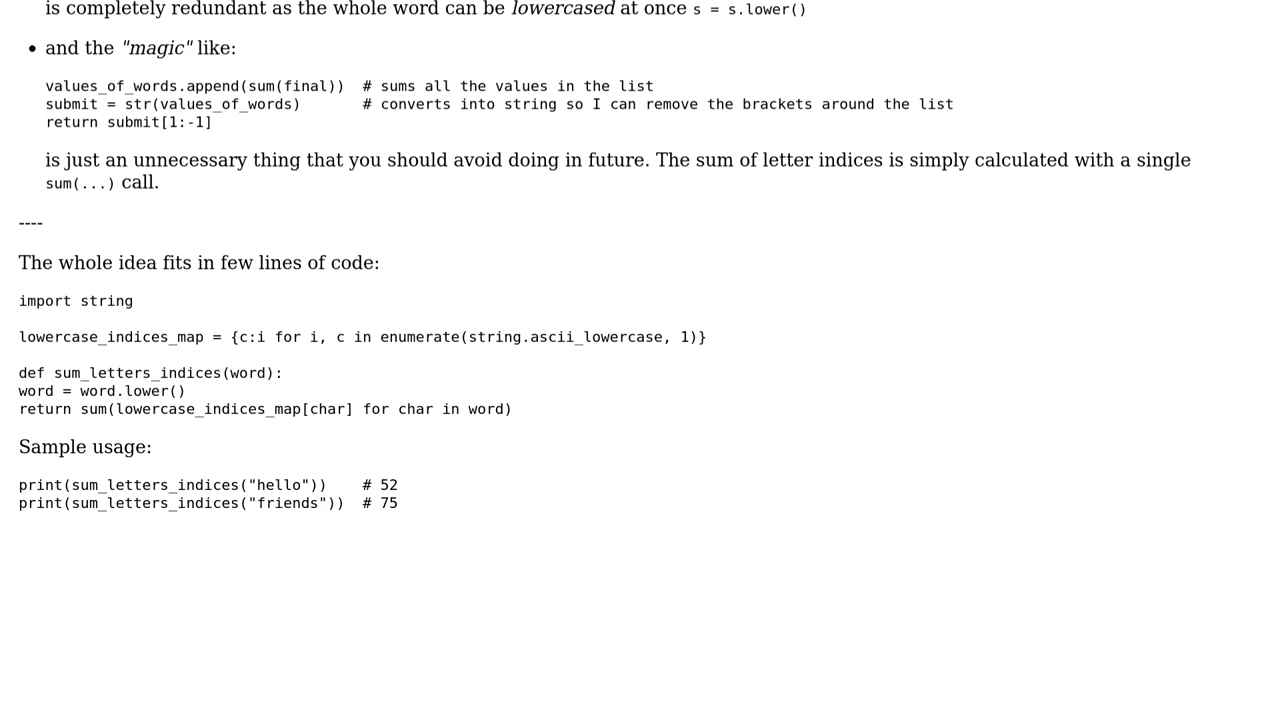 is completely redundant as the whole word can be lowercased at once s = s.lower()
• and the "magic" like:
values_of_words.append(sum(final))  # sums all the values in the list
submit = str(values_of_words)       # converts into string so I can remove the brackets around the list
return submit[1:-1]
is just an unnecessary thing that you should avoid doing in future. The sum of letter indices is simply calculated with a single
sum(...) call.
----
The whole idea fits in few lines of code:
import string
lowercase_indices_map = {c:i for i, c in enumerate(string.ascii_lowercase, 1)}
def sum_letters_indices(word):
word = word.lower()
return sum(lowercase_indices_map[char] for char in word)
Sample usage:
print(sum_letters_indices("hello"))    # 52
print(sum_letters_indices("friends"))  # 75